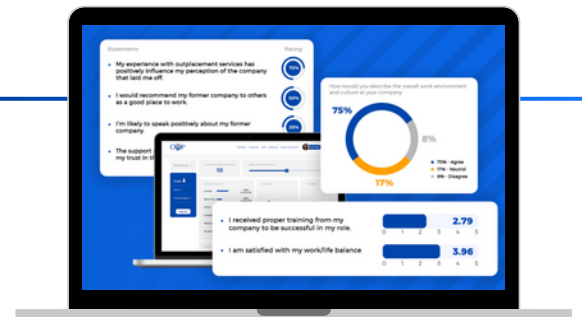 Statements Rating
My experience with outplacement services has
positively influence my perception of the company
that laid me off.
75%
I would recommend my former company to others
as a good place to work.
50%
I'm likely to speak positively about my former
company.
The support
my trust in th
How would you describe the overall work environment
and culture at your company.
75%
8%
17%
75% - Agree
17% - Neutral
8% - Disagree
10
I received proper training from my
company to be successful in my role.
2.79
0 1 2 3 4 5
I am satisfied with my work/life balance
3.96
0 1 2 3 4 5